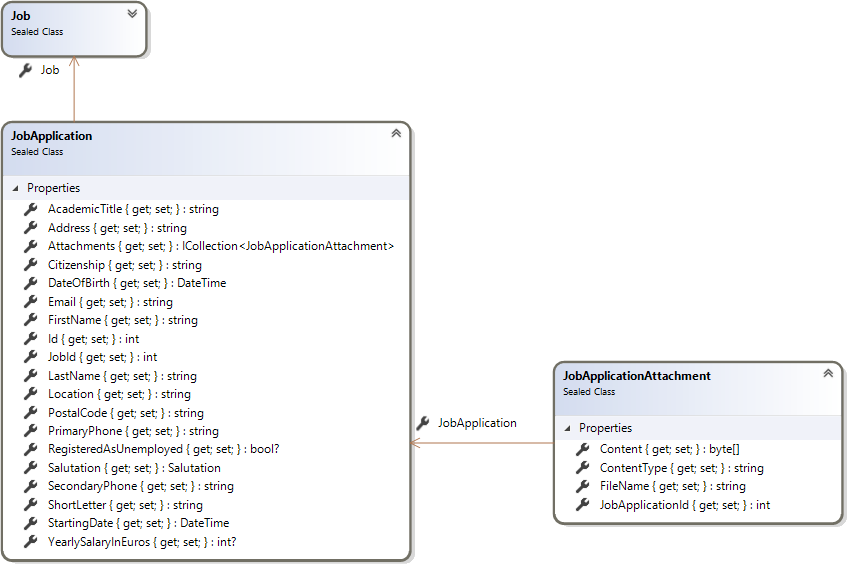 Job
Sealed Class
Job
JobApplication
Sealed Class
Properties
AcademicTitle { get; set; } : string
Address { get; set; } : string
Attachments { get; set; } : ICollection<JobApplicationAttachment>
Citizenship { get; set; } : string
DateOfBirth { get; set; } : DateTime
Email { get; set; } : string
FirstName { get; set; } : string
Id { get; set; } : int
JobId { get; set; } : int
LastName { get; set; } : string
Location { get; set; } : string
PostalCode { get; set; } : string
PrimaryPhone { get; set; } : string
RegisteredAsUnemployed { get; set; } : bool?
Salutation { get; set; } : Salutation
SecondaryPhone { get; set; } : string
ShortLetter { get; set; } : string
StartingDate { get; set; } : DateTime
YearlySalaryInEuros { get; set; } : int?
JobApplication
JobApplicationAttachment
Sealed Class
Properties
Content { get; set; } : byte[]
ContentType { get; set; } : string
FileName { get; set; } : string
JobApplicationId { get; set; } : int